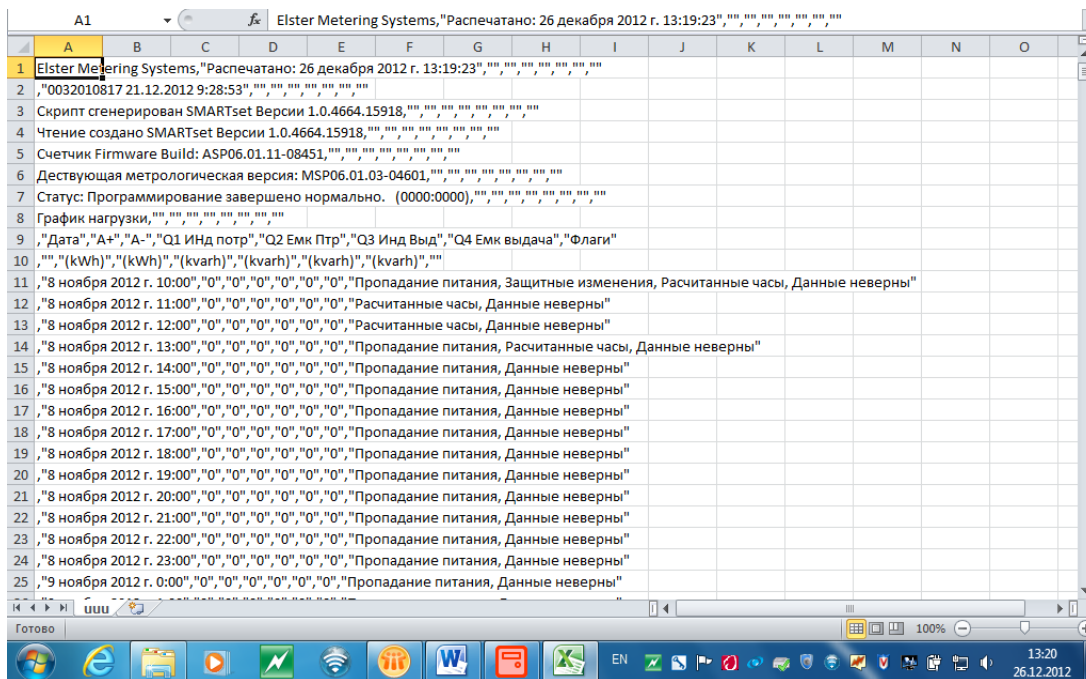 A1 fx Elster Metering Systems,"Распечатано: 26 декабря 2012 г. 13:19:23","","","","","","",""
A B C D E F G H I J K L M N O
1 Elster Metering Systems,"Распечатано: 26 декабря 2012 г. 13:19:23","","","","","","",""
2 ,"0032010817 21.12.2012 9:28:53","","","","","","",""
3 Скрипт сгенерирован SMARTset Версии 1.0.4664.15918,"","","","","","","",""
4 Чтение создано SMARTset Версии 1.0.4664.15918,"","","","","","","",""
5 Счетчик Firmware Build: ASP06.01.11-08451,"","","","","","","",""
6 Дествующая метрологическая версия: MSP06.01.03-04601,"","","","","","","",""
7 Статус: Программирование завершено нормально. (0000:0000),"","","","","","","",""
8 График нагрузки,"","","","","","","",""
9 ,"Дата","A+","A-","Q1 ИНд потр","Q2 Емк Птр","Q3 Инд Выд","Q4 Емк выдача","Флаги"
10 ,"","(kWh)","(kWh)","(kvarh)","(kvarh)","(kvarh)","(kvarh)",""
11 ,"8 ноября 2012 г. 10:00","0","0","0","0","0","0","Пропадание питания, Защитные изменения, Расчитанные часы, Данные неверны"
12 ,"8 ноября 2012 г. 11:00","0","0","0","0","0","0","Расчитанные часы, Данные неверны"
13 ,"8 ноября 2012 г. 12:00","0","0","0","0","0","0","Расчитанные часы, Данные неверны"
14 ,"8 ноября 2012 г. 13:00","0","0","0","0","0","0","Пропадание питания, Расчитанные часы, Данные неверны"
15 ,"8 ноября 2012 г. 14:00","0","0","0","0","0","0","Пропадание питания, Данные неверны"
16 ,"8 ноября 2012 г. 15:00","0","0","0","0","0","0","Пропадание питания, Данные неверны"
17 ,"8 ноября 2012 г. 16:00","0","0","0","0","0","0","Пропадание питания, Данные неверны"
18 ,"8 ноября 2012 г. 17:00","0","0","0","0","0","0","Пропадание питания, Данные неверны"
19 ,"8 ноября 2012 г. 18:00","0","0","0","0","0","0","Пропадание питания, Данные неверны"
20 ,"8 ноября 2012 г. 19:00","0","0","0","0","0","0","Пропадание питания, Данные неверны"
21 ,"8 ноября 2012 г. 20:00","0","0","0","0","0","0","Пропадание питания, Данные неверны"
22 ,"8 ноября 2012 г. 21:00","0","0","0","0","0","0","Пропадание питания, Данные неверны"
23 ,"8 ноября 2012 г. 22:00","0","0","0","0","0","0","Пропадание питания, Данные неверны"
24 ,"8 ноября 2012 г. 23:00","0","0","0","0","0","0","Пропадание питания, Данные неверны"
25 ,"9 ноября 2012 г. 0:00","0","0","0","0","0","0","Пропадание питания, Данные неверны"
uuu
Готово 100%
EN 13:20
26.12.2012